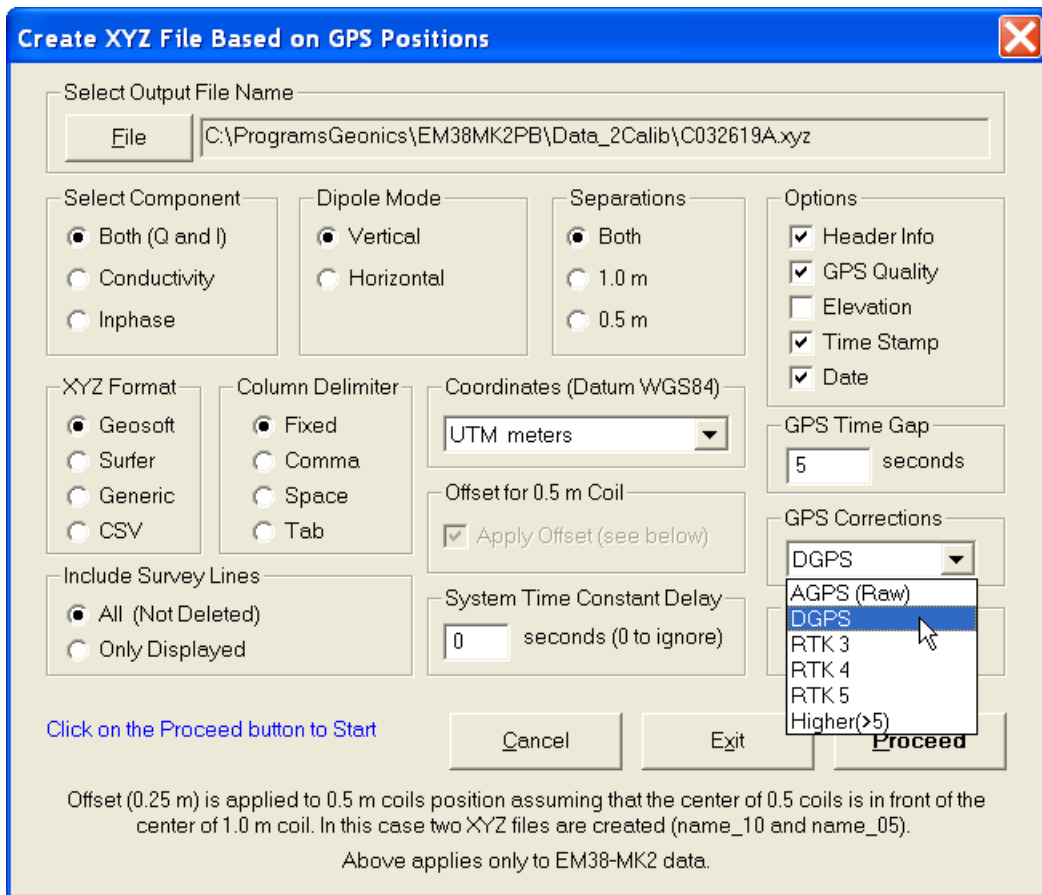 Create XYZ File Based on GPS Positions
Select Output File Name
File
C:\ProgramsGeonics\EM38MK2PB\Data_2Calib\C032619A.xyz
Select Component
Both (Q and I)
Conductivity
Inphase
Dipole Mode
Vertical
Horizontal
Separations
Both
1.0 m
0.5 m
Options
Header Info
GPS Quality
Elevation
Time Stamp
Date
XYZ Format
Geosoft
Surfer
Generic
CSV
Column Delimiter
Fixed
Comma
Space
Tab
Coordinates (Datum WGS84)
UTM meters
GPS Time Gap
5 seconds
Offset for 0.5 m Coil
Apply Offset (see below)
GPS Corrections
DGPS
AGPS (Raw)
DGPS
RTK 3
RTK 4
RTK 5
Higher(>5)
Include Survey Lines
All (Not Deleted)
Only Displayed
System Time Constant Delay
0 seconds (0 to ignore)
Click on the Proceed button to Start
Cancel
Exit
Proceed
Offset (0.25 m) is applied to 0.5 m coils position assuming that the center of 0.5 coils is in front of the
center of 1.0 m coil. In this case two XYZ files are created (name_10 and name_05).
Above applies only to EM38-MK2 data.